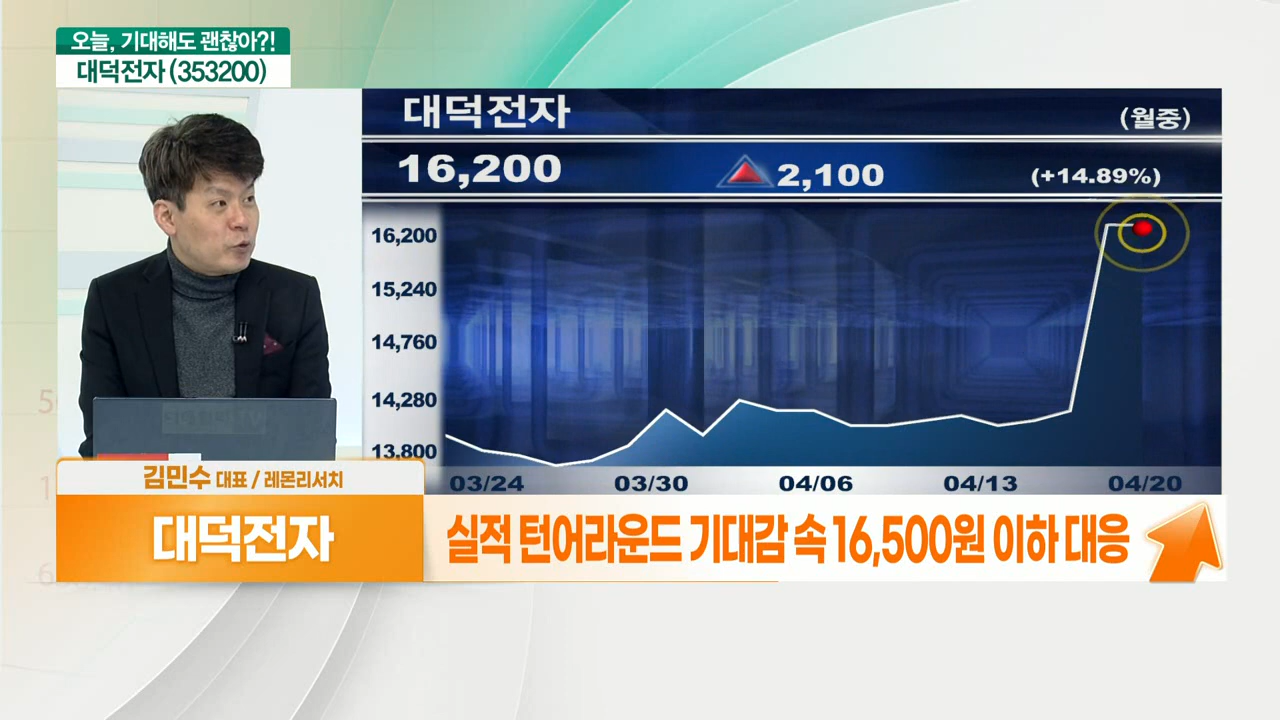 오늘, 기대해도 괜찮아?!
대덕전자 (353200)
대덕전자
(월중)
16,200
2,100
(+14.89%)
16,200
15,240
14,760
14,280
13,800
03/24
03/30
04/06
04/13
04/20
김민수 대표 / 레몬리서치
대덕전자
실적 턴어라운드 기대감 속 16,500원 이하 대응